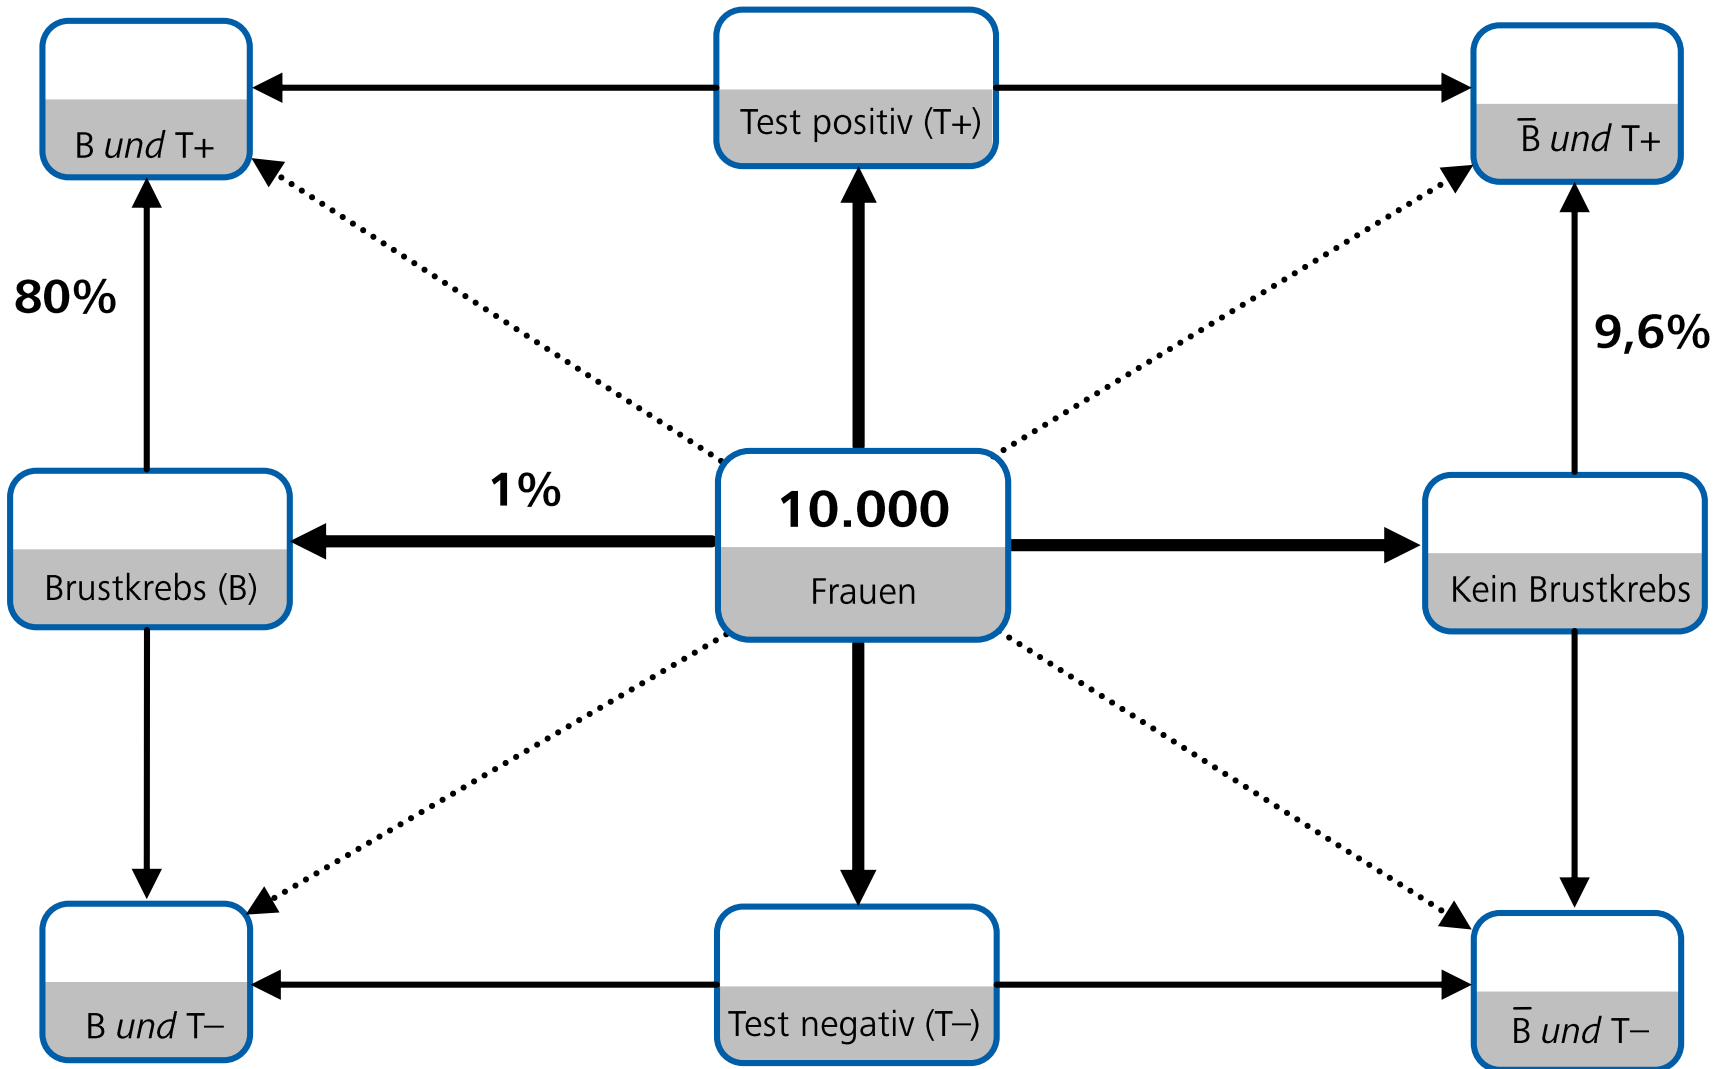 B und T+
Test positiv (T+)
B̅ und T+
80%
9,6%
1%
10.000
Frauen
Brustkrebs (B)
Kein Brustkrebs
B und T–
Test negativ (T–)
B̅ und T–